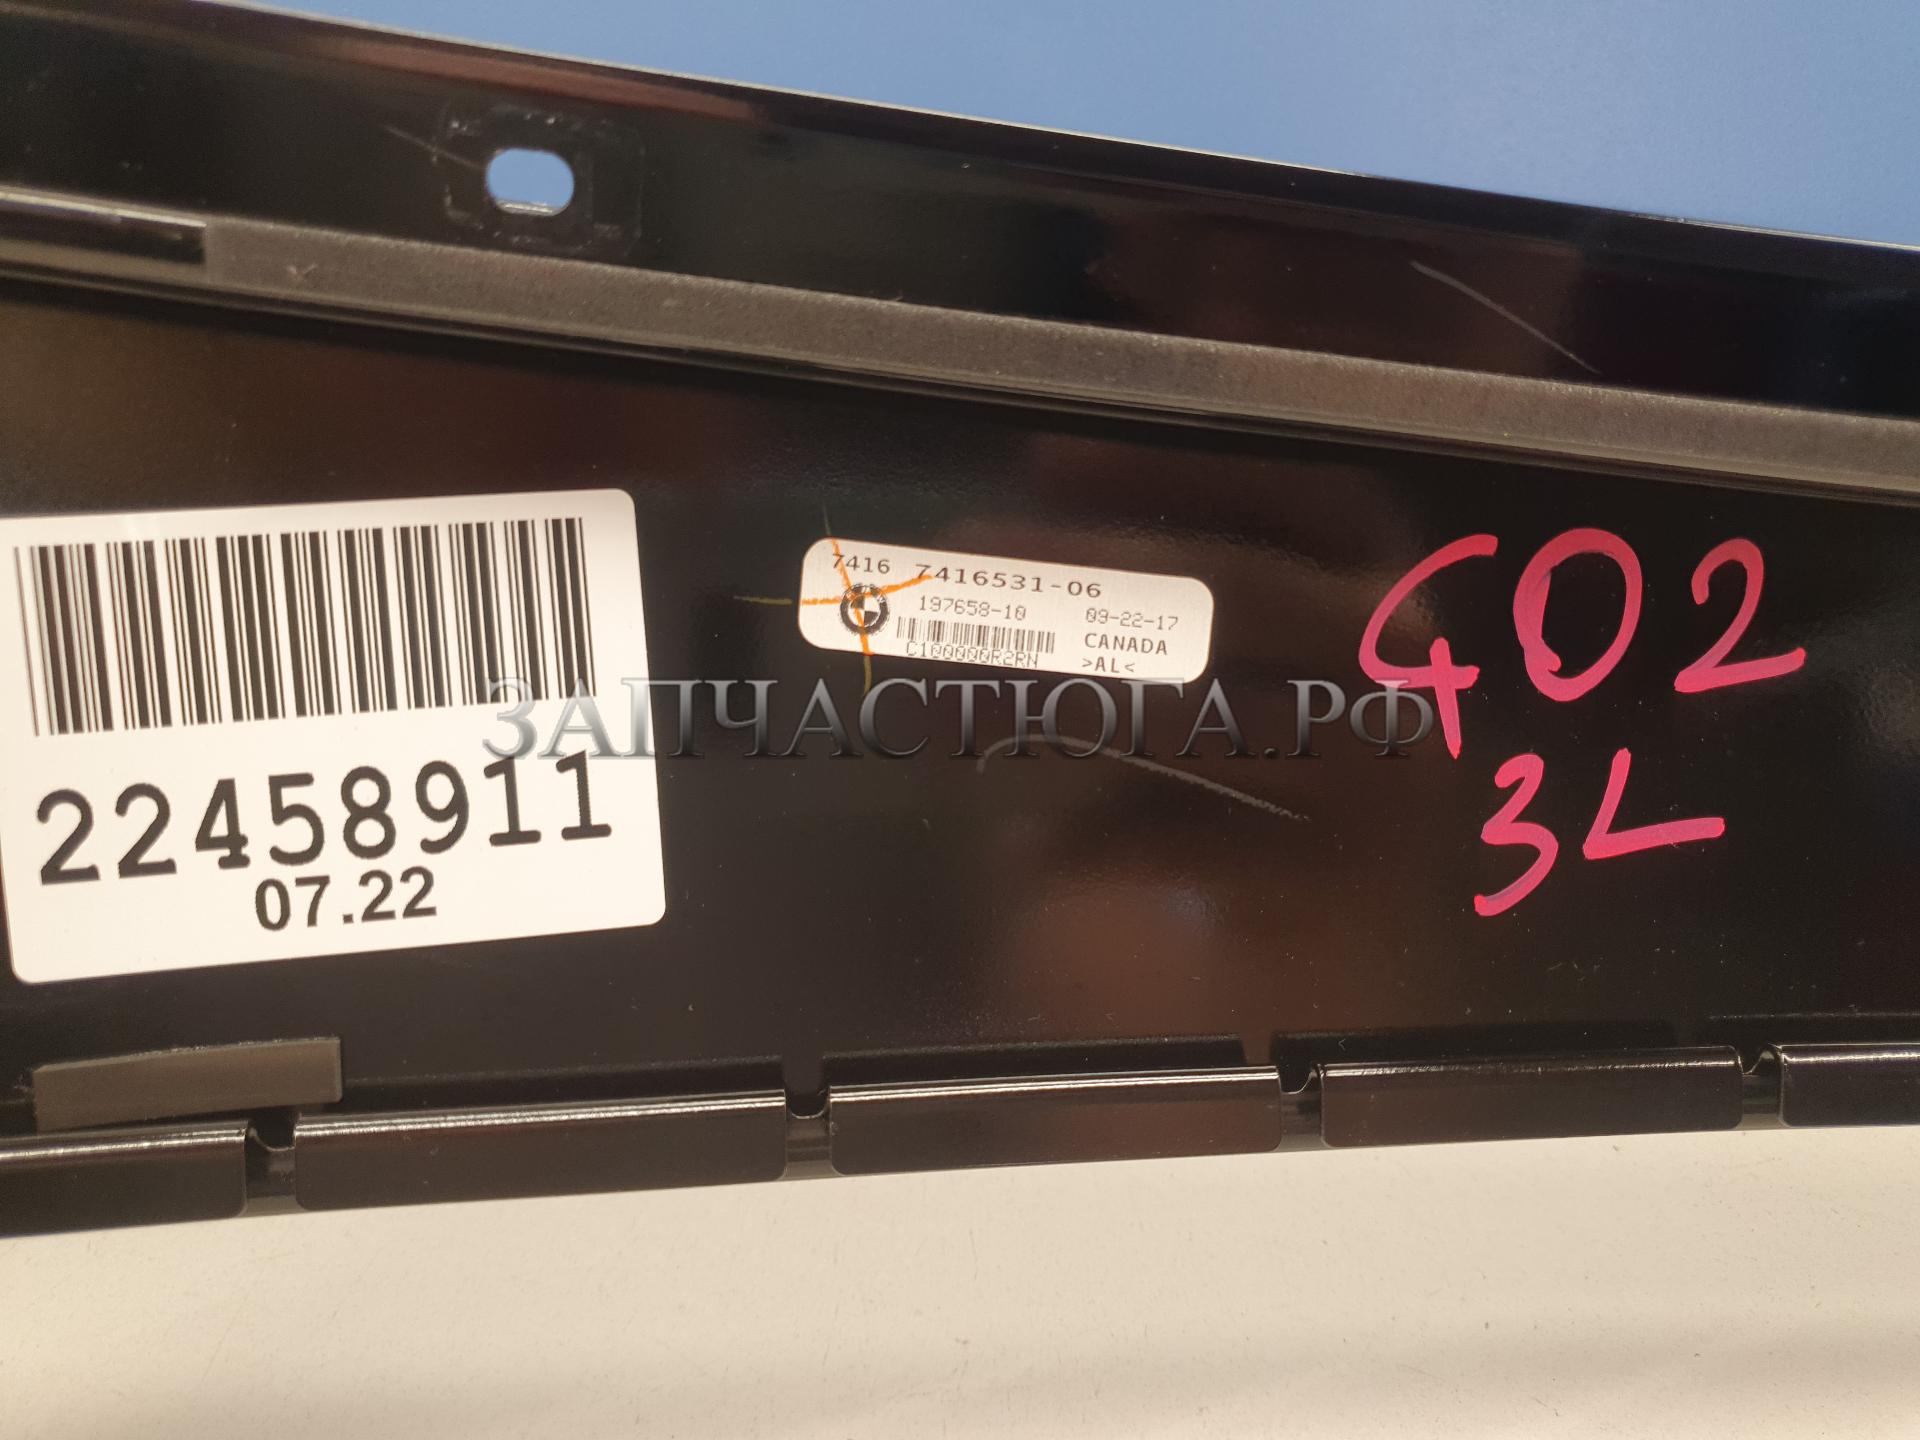 22458911
07.22
7416 7416531-06
197658-10 09-22-17
C100000R2RN CANADA
>AL<
ЗАПЧАСТЮГА.РФ
G02
3L